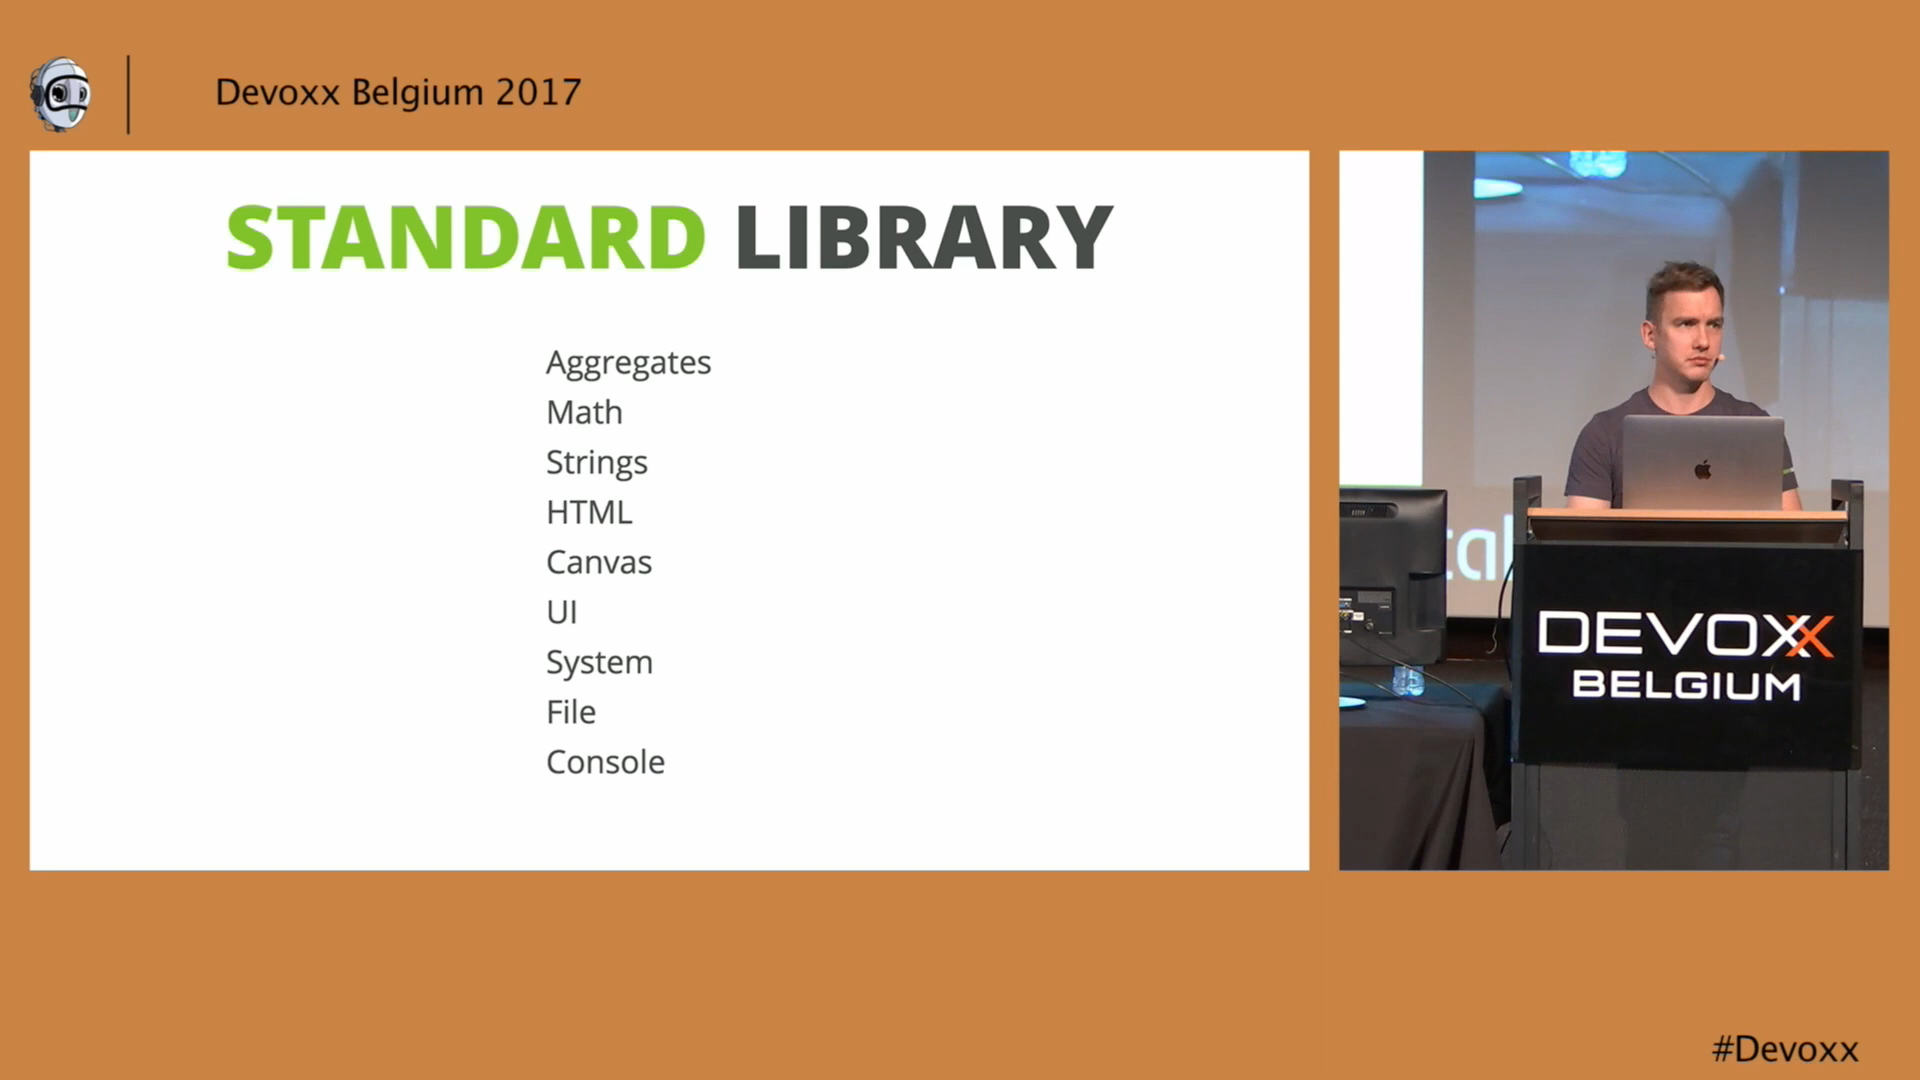 Devoxx Belgium 2017
STANDARD LIBRARY
Aggregates
Math
Strings
HTML
Canvas
UI
System
File
Console
DEVOXX
BELGIUM
#Devoxx